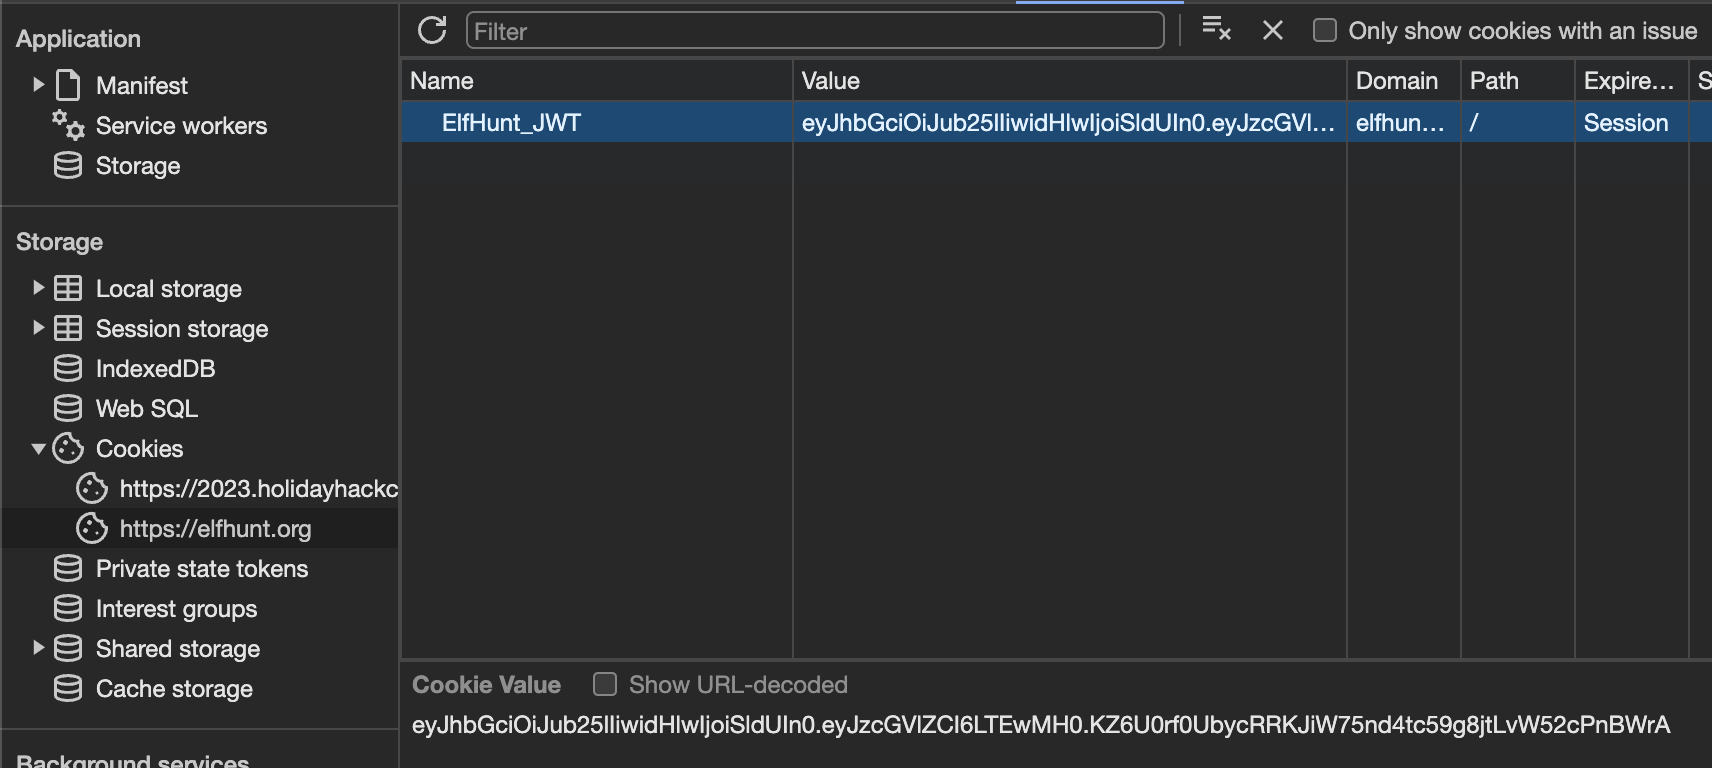 Application
Manifest
Service workers
Storage
Storage
Local storage
Session storage
IndexedDB
Web SQL
Cookies
https://2023.holidayhackc
https://elfhunt.org
Private state tokens
Interest groups
Shared storage
Cache storage
Background services
Filter
Only show cookies with an issue
Name Value Domain Path Expire... S
ElfHunt_JWT eyJhbGciOiJub25lIiwidHlwIjoiSldUIn0.eyJzcGVl... elfhun... / Session
Cookie Value Show URL-decoded
eyJhbGciOiJub25lIiwidHlwIjoiSldUIn0.eyJzcGVlZCI6LTEwMH0.KZ6U0rf0UbycRRKJiW75nd4tc59g8jtLvW52cPnBWrA